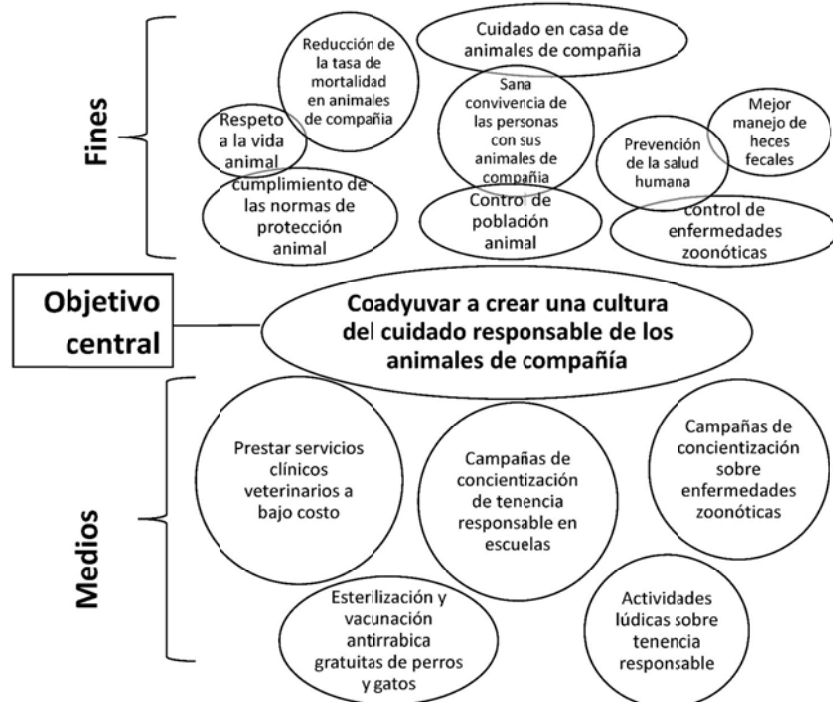 Fines
Reducción de
la tasa de
mortalidad
en animales
de compañia
Cuidado en casa de
animales de compañia
Respeto
a la vida
animal
Sana
convivencia de
las personas
con sus
animales de
compañia
Prevención
de la salud
humana
Mejor
manejo de
heces
fecales
cumplimiento de
las normas de
protección
animal
Control de
población
animal
control de
enfermedades
zoonóticas
Objetivo
central
Coadyuvar a crear una cultura
del cuidado responsable de los
animales de compañía
Medios
Prestar servicios
clínicos
veterinarios a
bajo costo
Campañas de
concientización
de tenencia
responsable en
escuelas
Campañas de
concientización
sobre
enfermedades
zoonóticas
Esterilización y
vacunación
antirrabica
gratuitas de perros
y gatos
Actividades
lúdicas sobre
tenencia
responsable